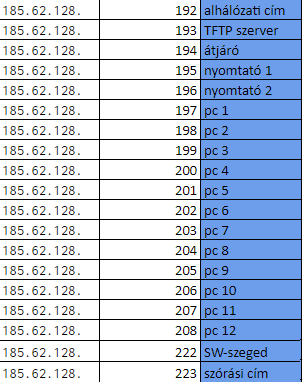 185.62.128. 192 alhálózati cím
185.62.128. 193 TFTP szerver
185.62.128. 194 átjáró
185.62.128. 195 nyomtató 1
185.62.128. 196 nyomtató 2
185.62.128. 197 pc 1
185.62.128. 198 pc 2
185.62.128. 199 pc 3
185.62.128. 200 pc 4
185.62.128. 201 pc 5
185.62.128. 202 pc 6
185.62.128. 203 pc 7
185.62.128. 204 pc 8
185.62.128. 205 pc 9
185.62.128. 206 pc 10
185.62.128. 207 pc 11
185.62.128. 208 pc 12
185.62.128. 222 SW-szeged
185.62.128. 223 szórási cím